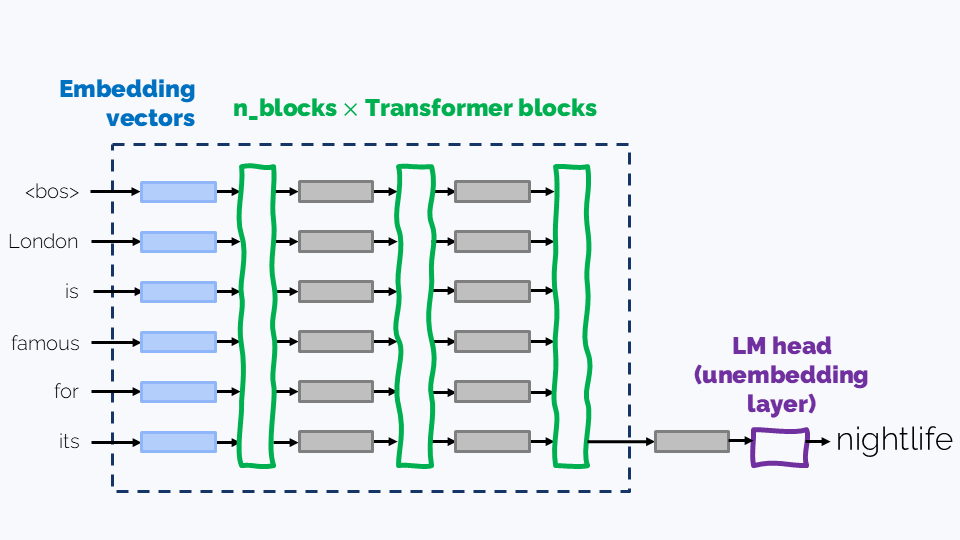 Embedding
vectors
n_blocks × Transformer blocks
<bos>
London
is
famous
for
its
LM head
(unembedding
layer)
nightlife